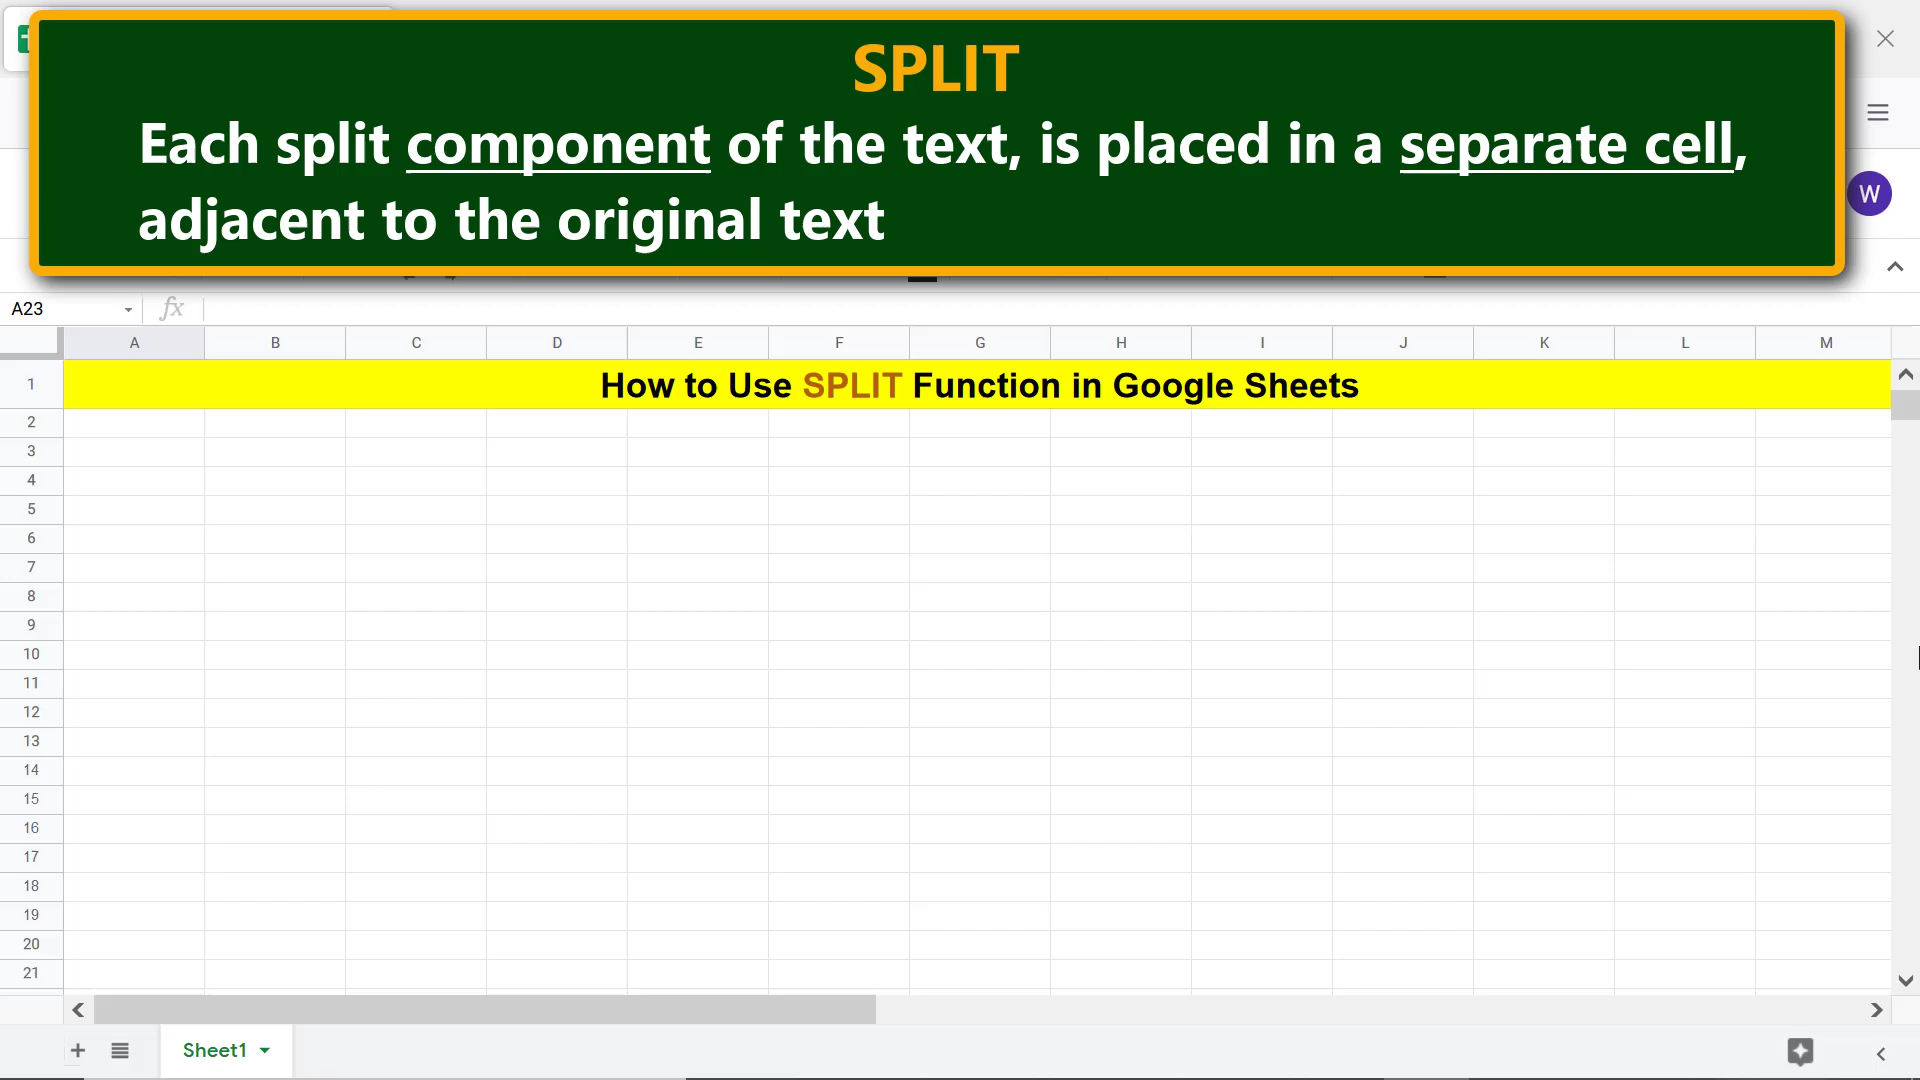 SPLIT
Each split component of the text, is placed in a separate cell,
adjacent to the original text
W
A23 fx
A B C D E F G H I J K L M
1 How to Use SPLIT Function in Google Sheets
2
3
4
5
6
7
8
9
10
11
12
13
14
15
16
17
18
19
20
21
Sheet1